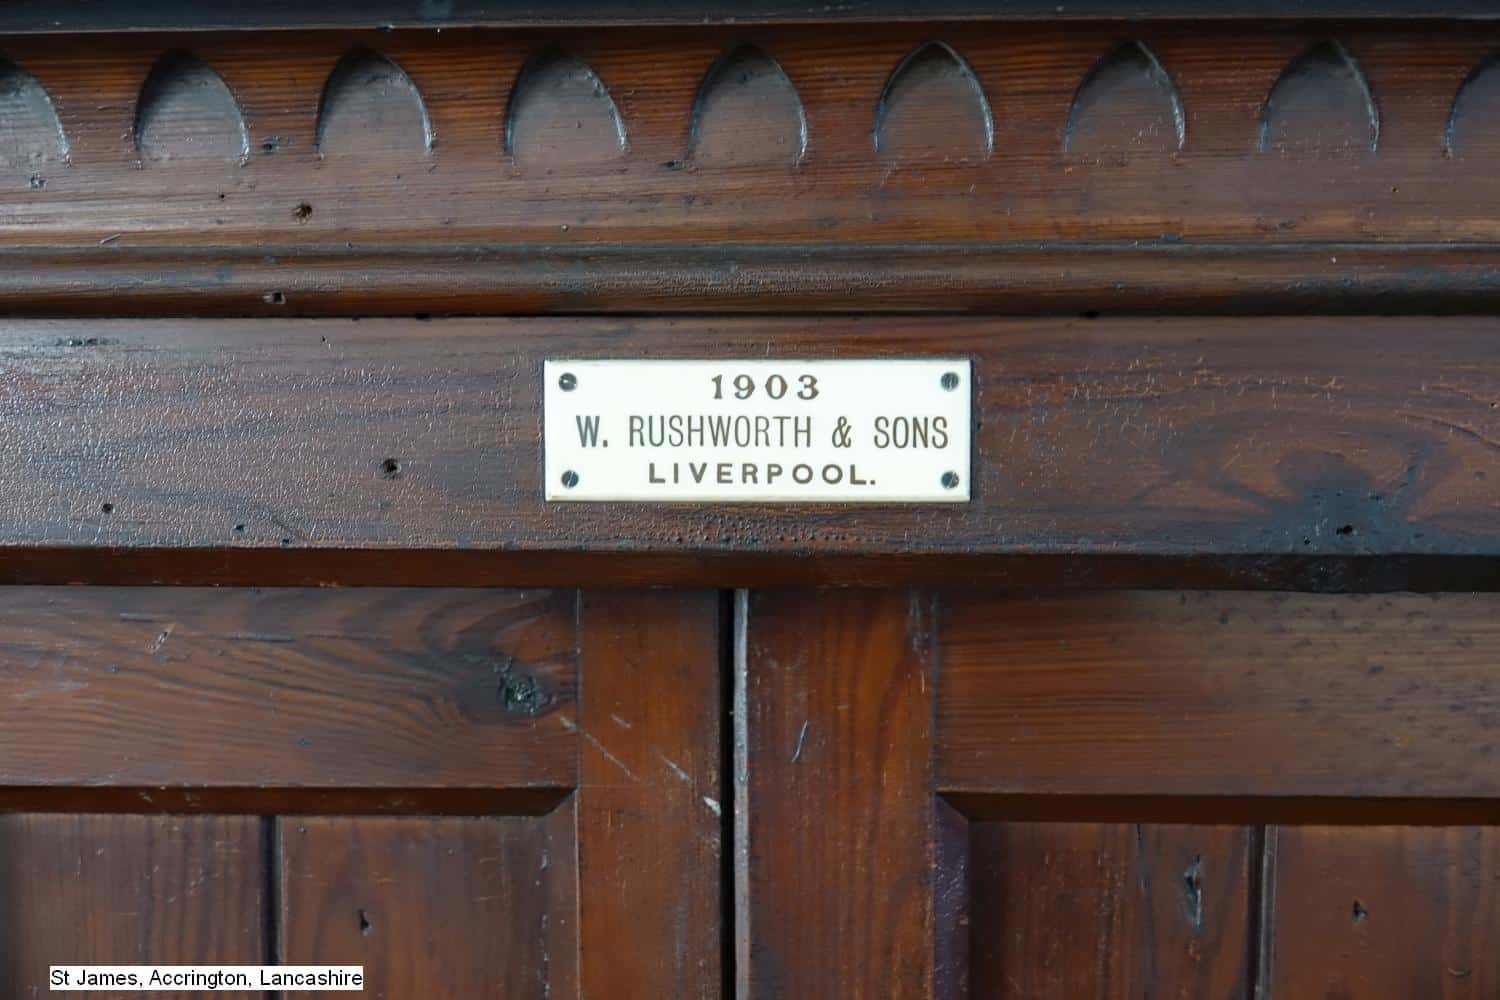 1903
W. RUSHWORTH & SONS
LIVERPOOL.
St James, Accrington, Lancashire